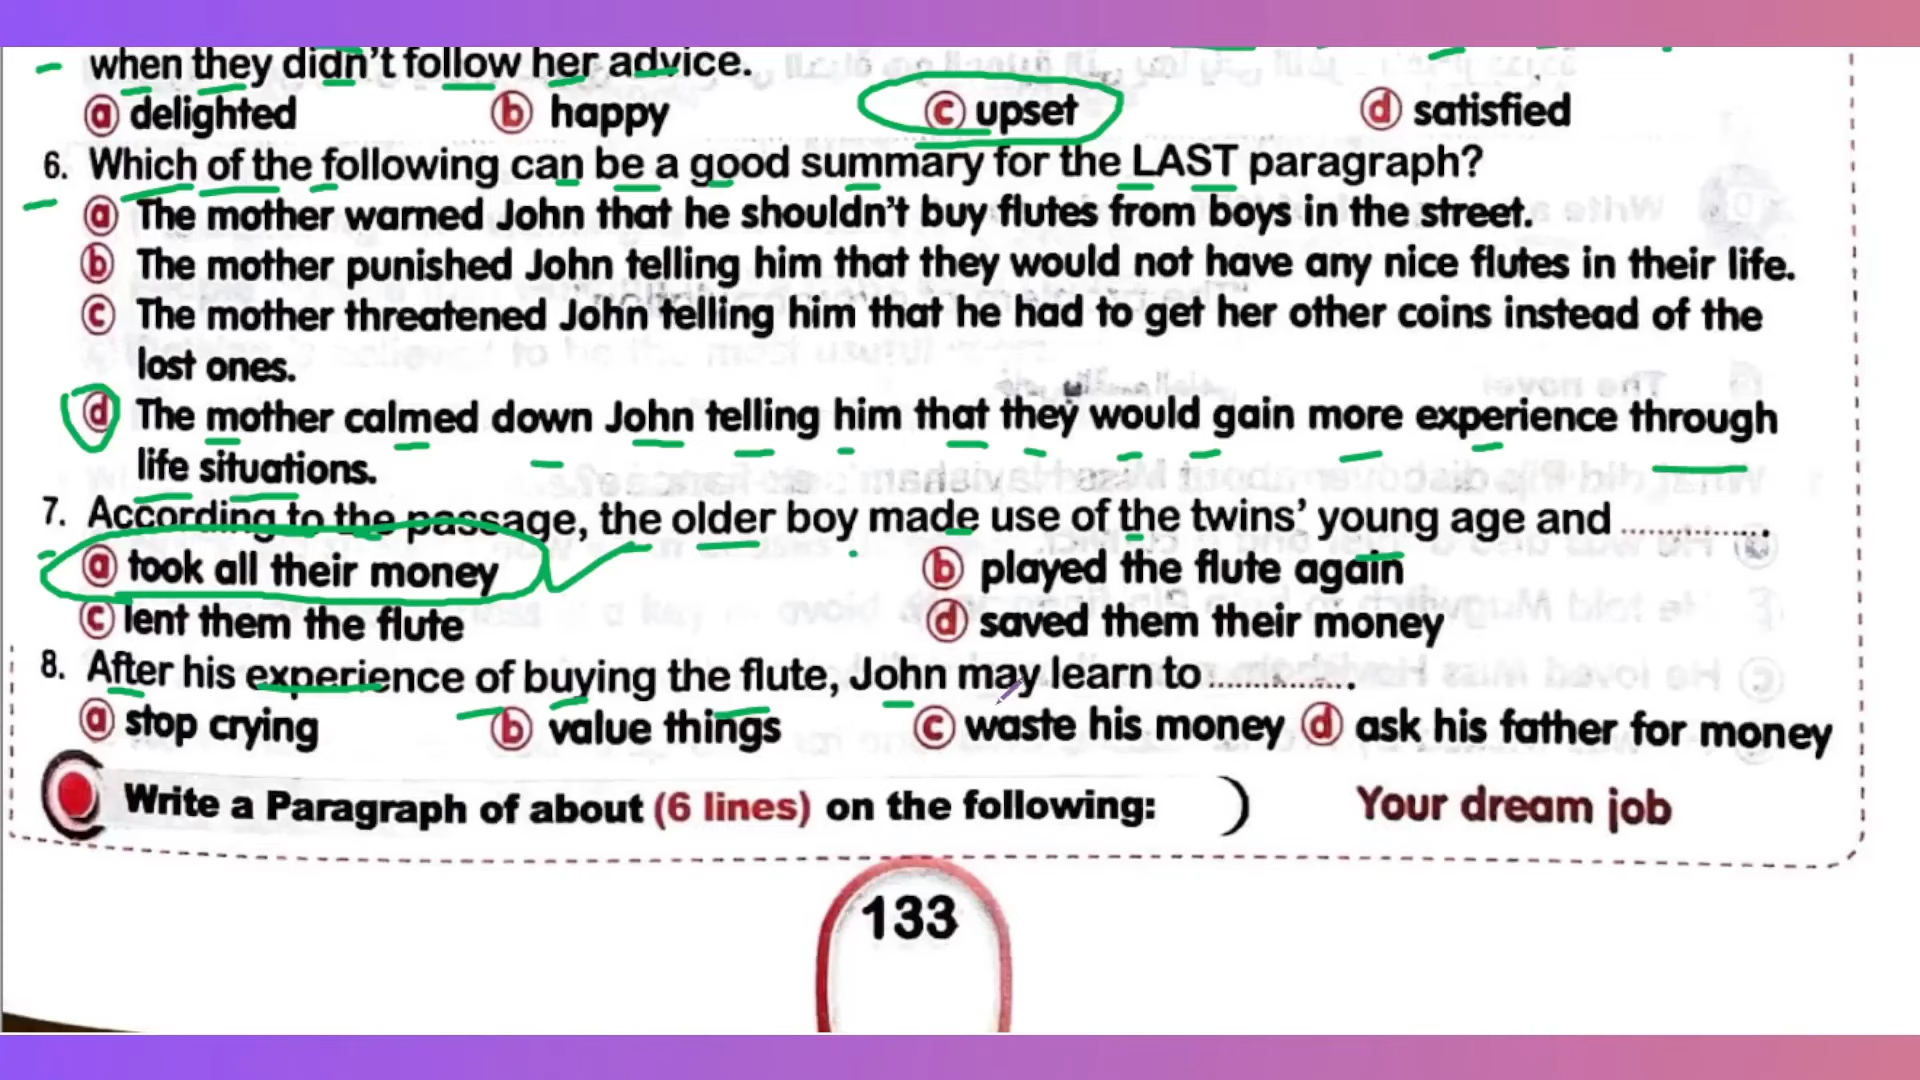 when they didn't follow her advice.
a delighted b happy c upset d satisfied
6. Which of the following can be a good summary for the LAST paragraph?
a The mother warned John that he shouldn't buy flutes from boys in the street.
b The mother punished John telling him that they would not have any nice flutes in their life.
c The mother threatened John telling him that he had to get her other coins instead of the
lost ones.
d The mother calmed down John telling him that they would gain more experience through
life situations.
7. According to the passage, the older boy made use of the twins' young age and ..............
a took all their money b played the flute again
c lent them the flute d saved them their money
8. After his experience of buying the flute, John may learn to ..............
a stop crying b value things c waste his money d ask his father for money
Write a Paragraph of about (6 lines) on the following: ) Your dream job
133